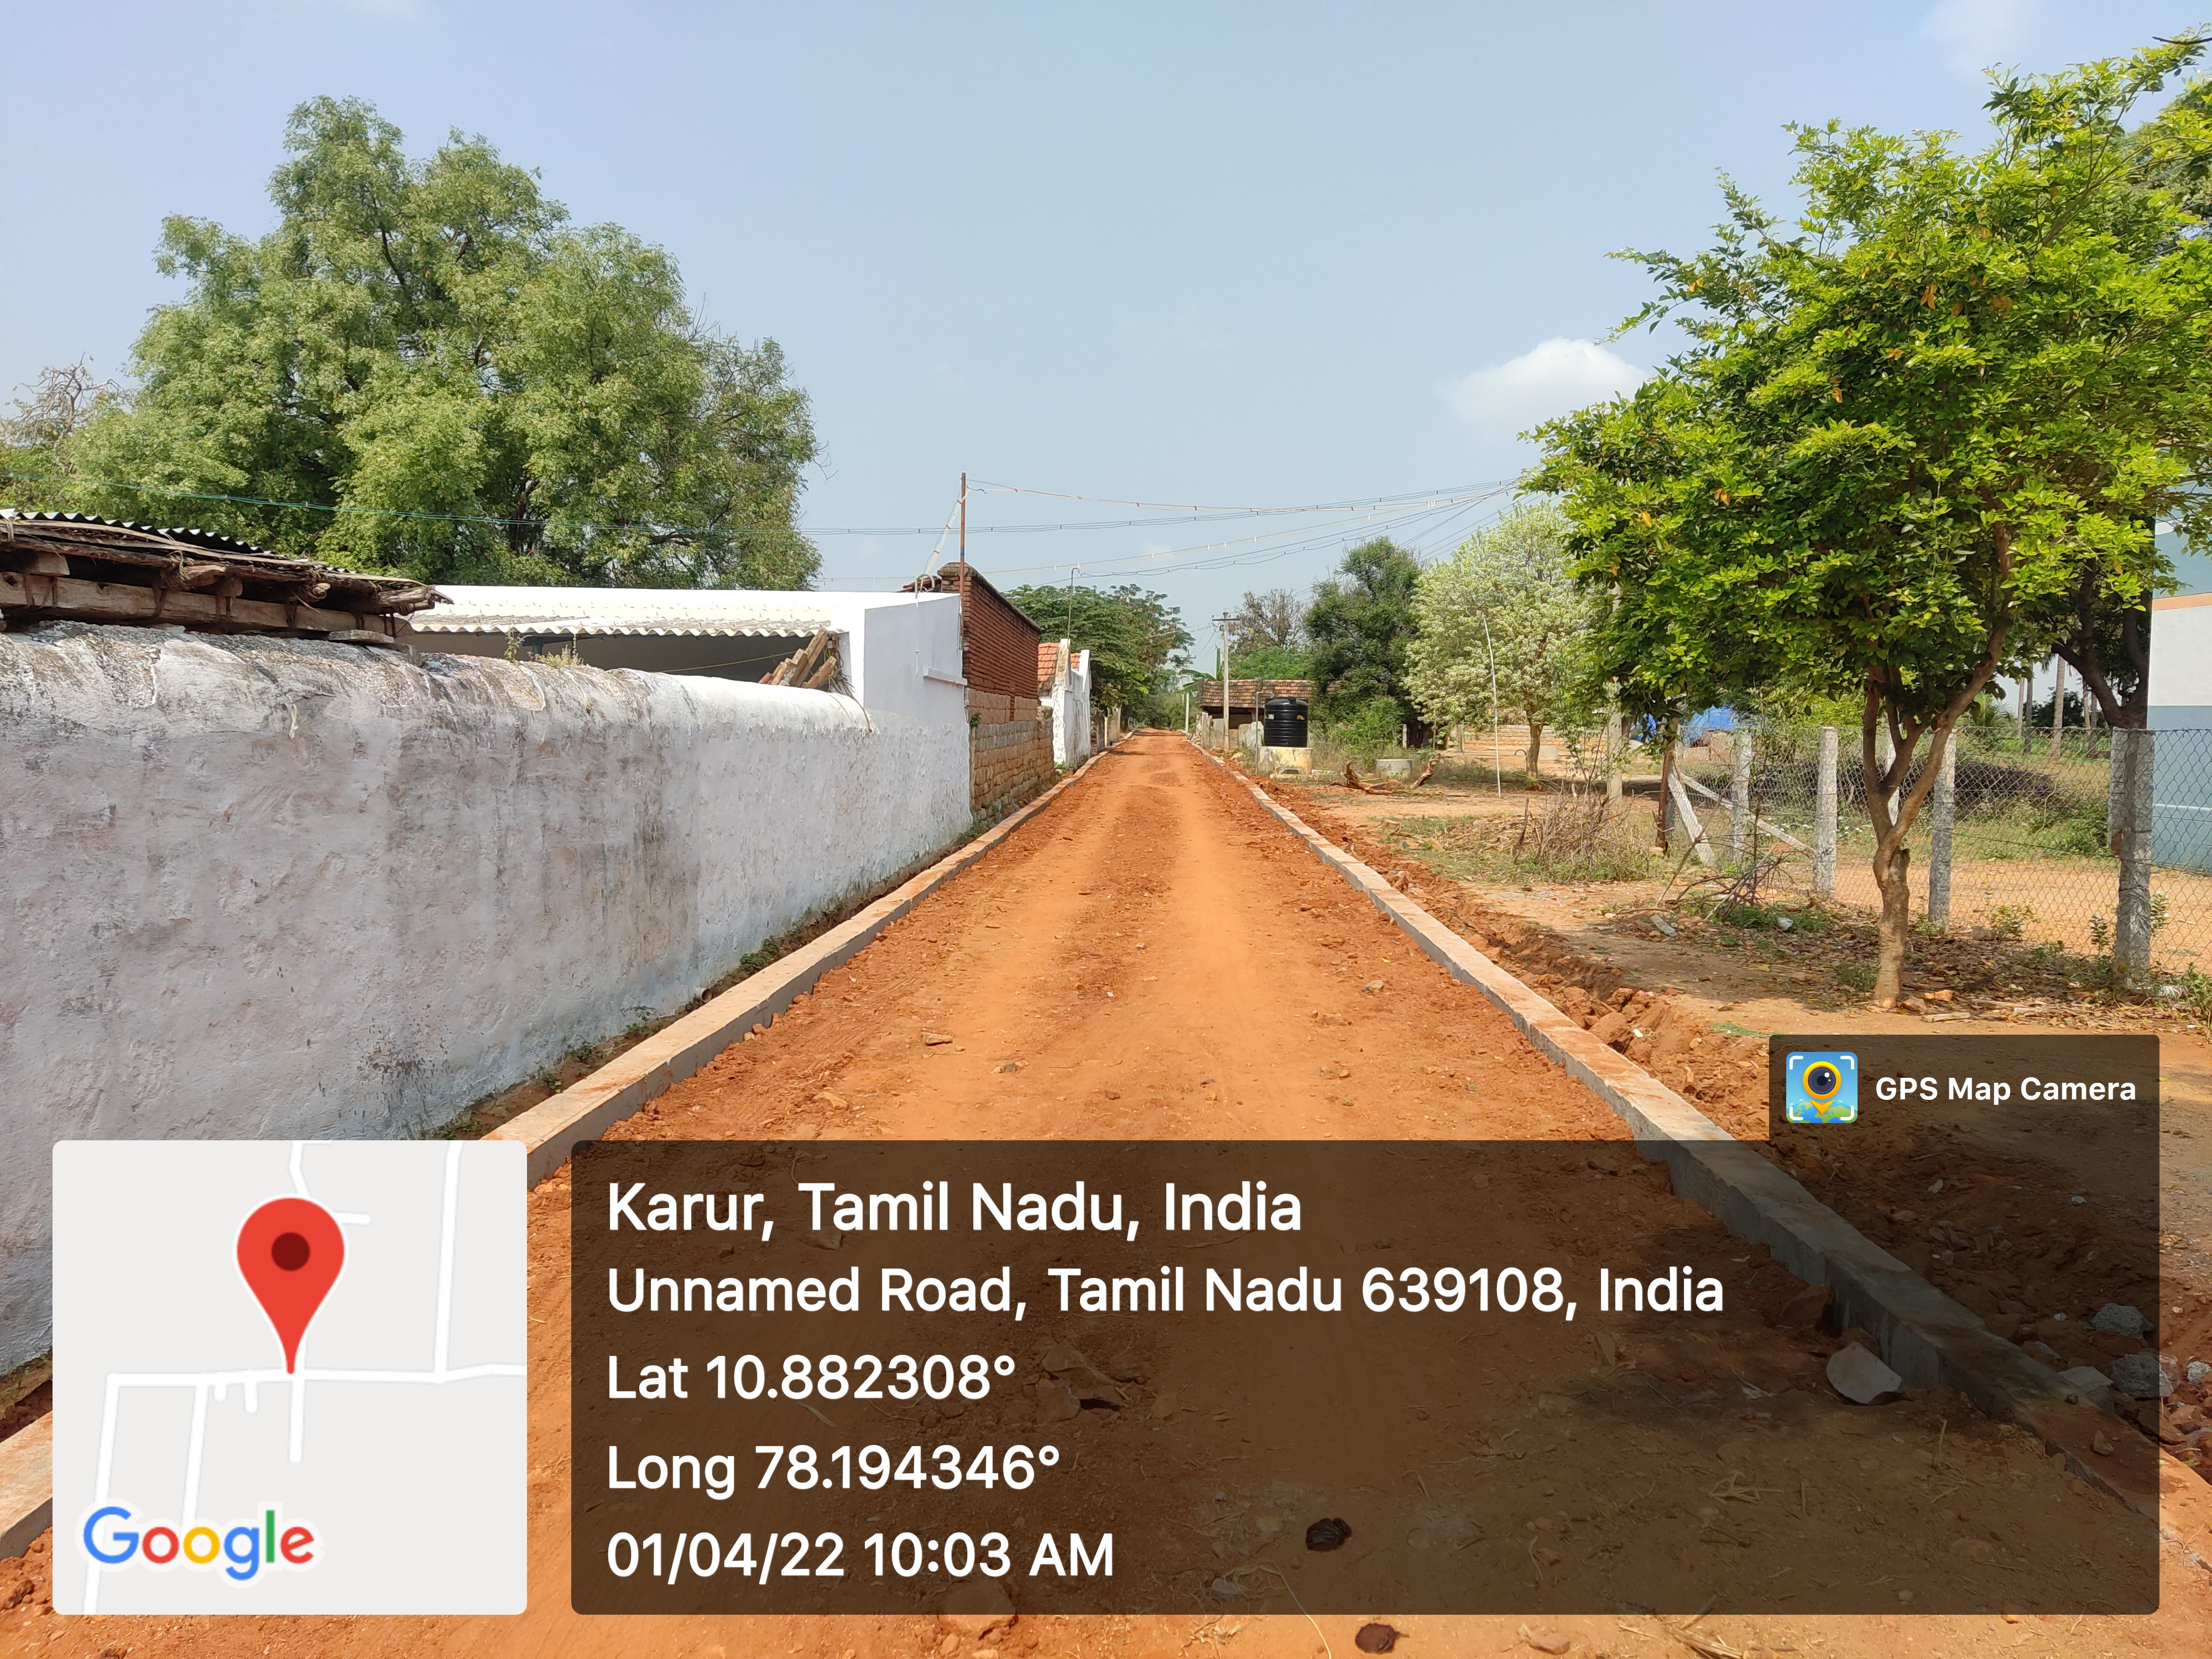 GPS Map Camera
Karur, Tamil Nadu, India
Unnamed Road, Tamil Nadu 639108, India
Lat 10.882308°
Long 78.194346°
01/04/22 10:03 AM
Google